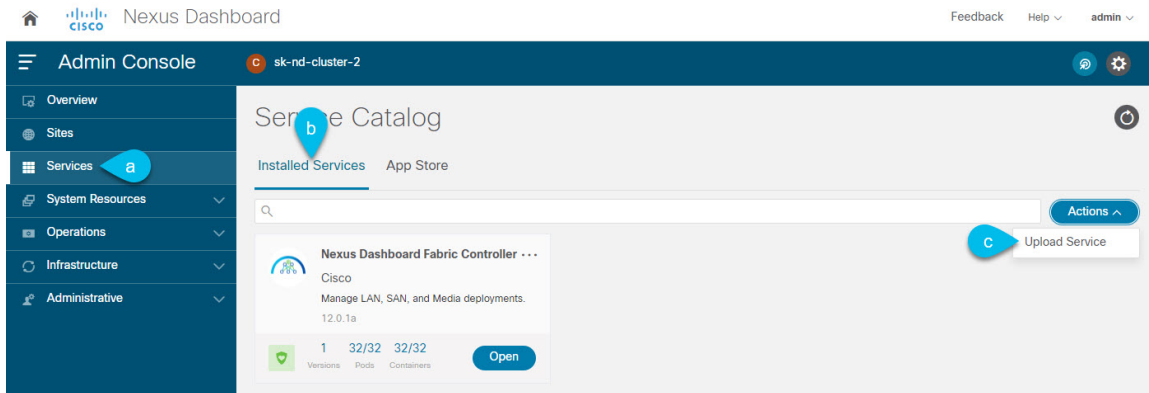 CISCO Nexus Dashboard Feedback Help admin
Admin Console C sk-nd-cluster-2
Overview
Sites
Services a
System Resources
Operations
Infrastructure
Administrative
Service Catalog
b
Installed Services App Store
Actions
c Upload Service
Nexus Dashboard Fabric Controller ...
Cisco
Manage LAN, SAN, and Media deployments.
12.0.1a
1 32/32 32/32
Versions Pods Containers
Open